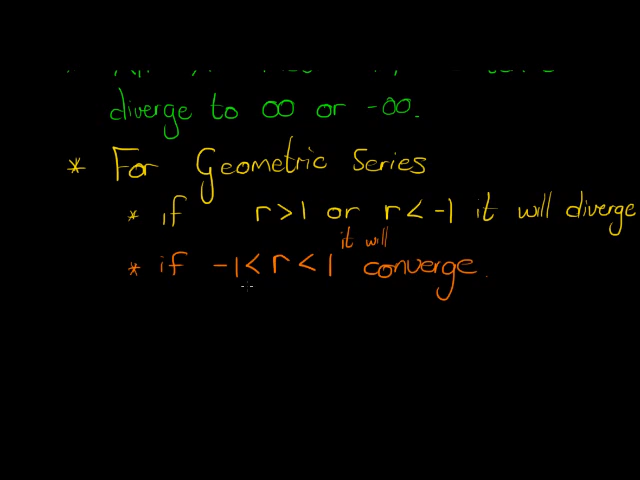 diverge to ∞ or -∞.
* For Geometric Series
* if r>1 or r<-1 it will diverge
it will
* if -1<r<1 converge.